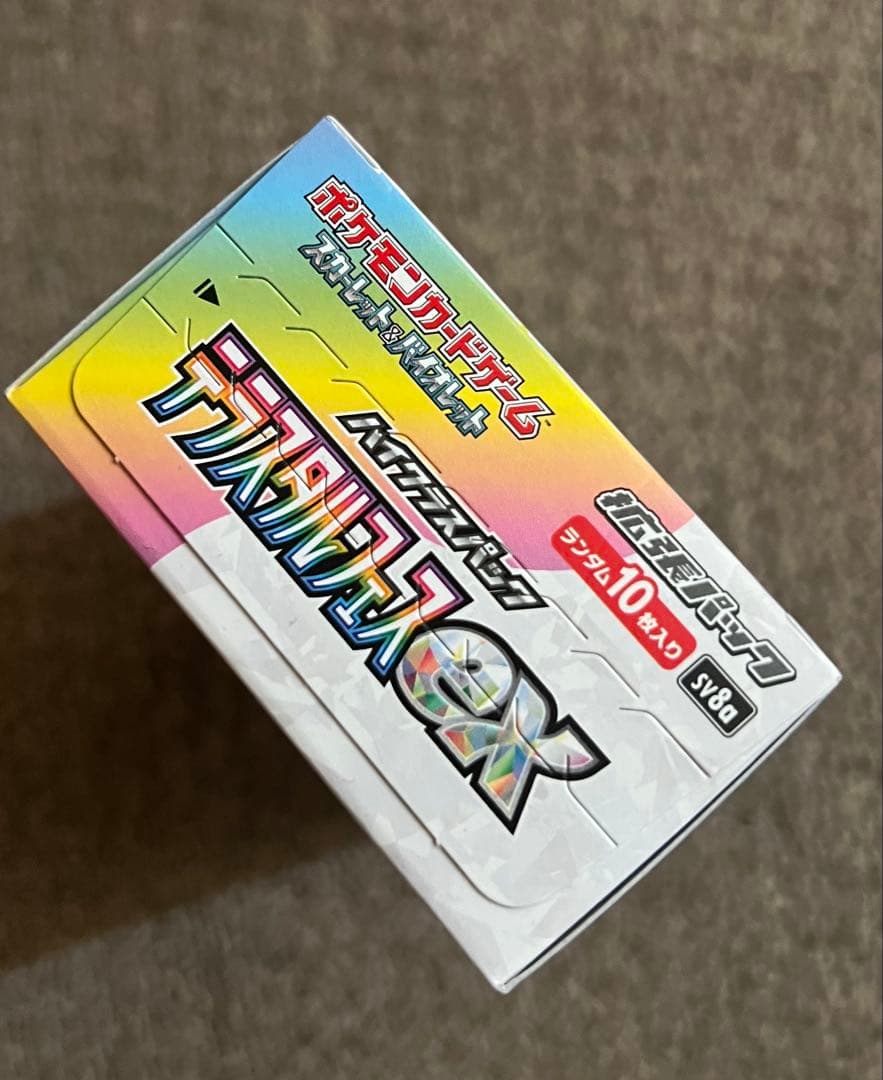 ポケモンカードゲーム
スカーレット&バイオレット
ハイクラスパック
テラスタルフェスex
拡張パック
ランダム10枚入り
sv8a